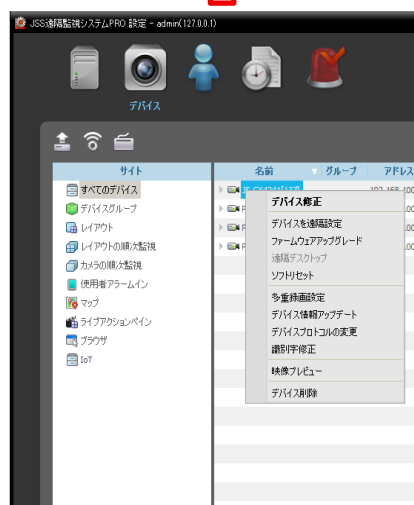 JSS遠隔監視システムPRO 設定 - admin(127.0.0.1)
デバイス
サイト
名前 グループ アドレス
すべてのデバイス
デバイスグループ
レイアウト
レイアウトの順次監視
カメラの順次監視
使用者アラームイン
マップ
ライブアクションペイン
ブラウザ
IoT
デバイス修正
デバイスを遠隔設定
ファームウェアアップグレード
遠隔デスクトップ
ソフトリセット
多重録画設定
デバイス情報アップデート
デバイスプロトコルの変更
識別字修正
映像プレビュー
デバイス削除